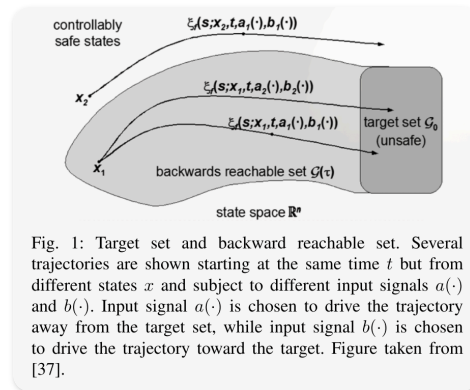 controllably
safe states
ξf(s;x2,t,a1(·),b1(·))
x2
ξf(s;x1,t,a2(·),b2(·))
ξf(s;x1,t,a1(·),b1(·))
target set G0
(unsafe)
x1
backwards reachable set G(τ)
state space ℝn
Fig. 1: Target set and backward reachable set. Several
trajectories are shown starting at the same time t but from
different states x and subject to different input signals a(·)
and b(·). Input signal a(·) is chosen to drive the trajectory
away from the target set, while input signal b(·) is chosen
to drive the trajectory toward the target. Figure taken from
[37].